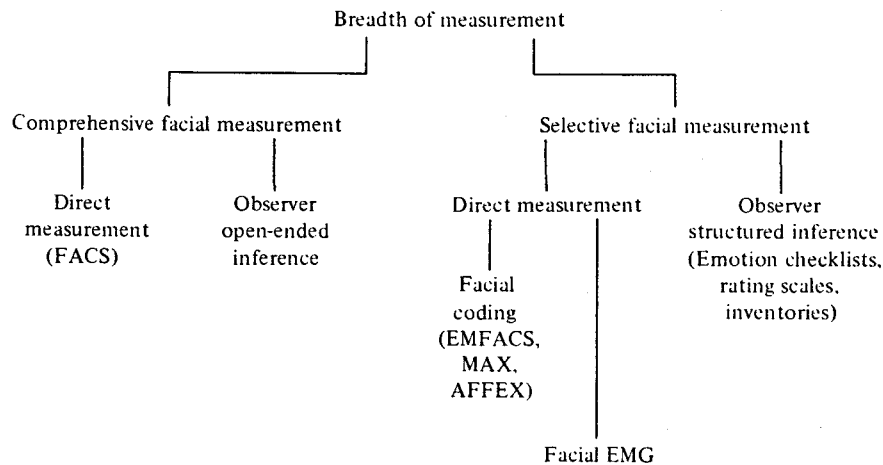 Breadth of measurement
Comprehensive facial measurement
Selective facial measurement
Direct
measurement
(FACS)
Observer
open-ended
inference
Direct measurement
Observer
structured inference
(Emotion checklists,
rating scales,
inventories)
Facial
coding
(EMFACS,
MAX,
AFFEX)
Facial EMG